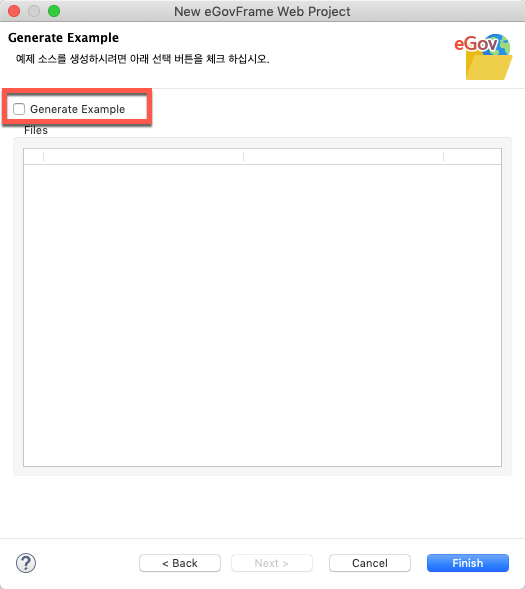 New eGovFrame Web Project
Generate Example
예제 소스를 생성하시려면 아래 선택 버튼을 체크 하십시오.
eGov
Generate Example
Files
?
< Back
Next >
Cancel
Finish